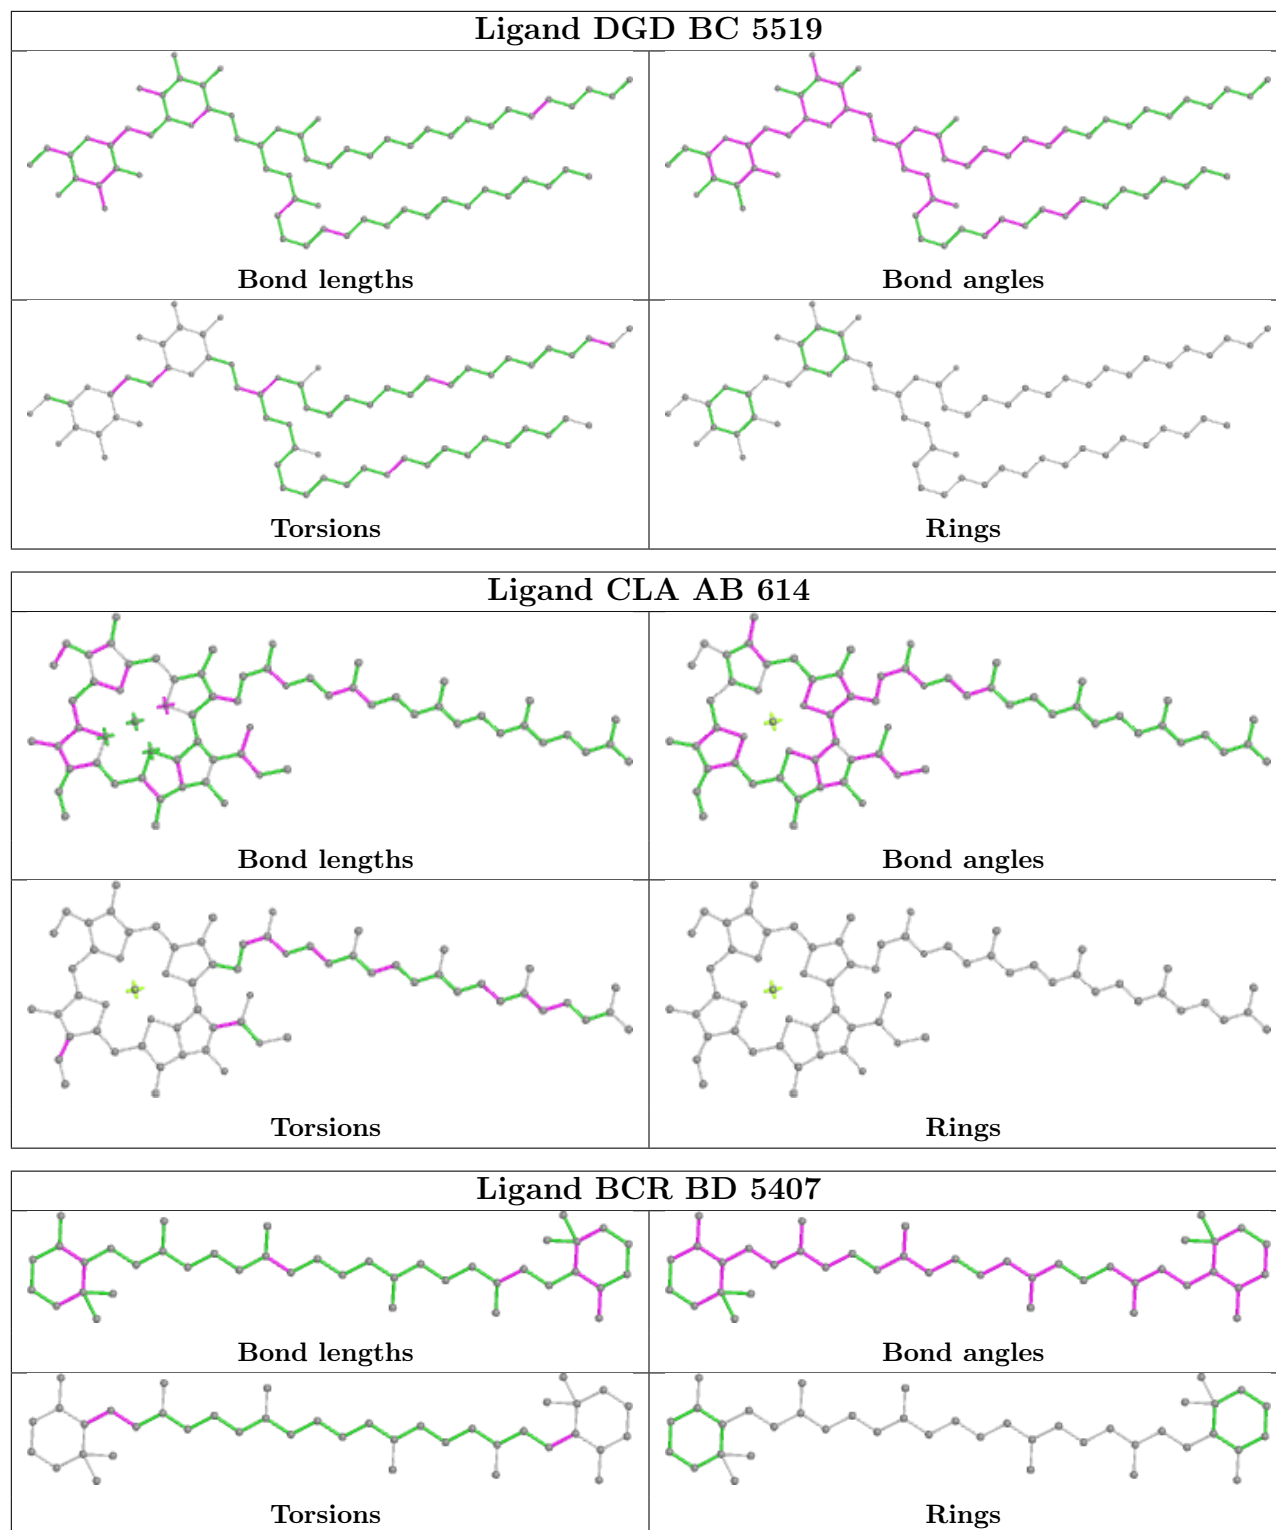 Ligand DGD BC 5519
Bond lengths
Bond angles
Torsions
Rings
Ligand CLA AB 614
Bond lengths
Bond angles
Torsions
Rings
Ligand BCR BD 5407
Bond lengths
Bond angles
Torsions
Rings